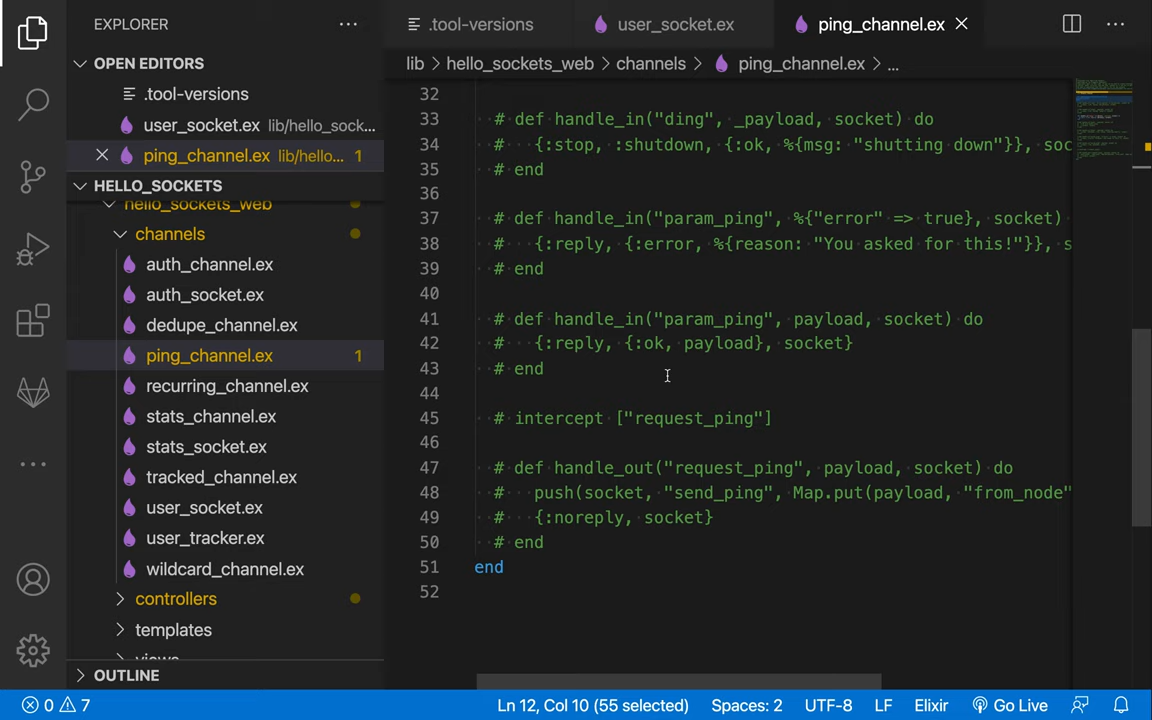 EXPLORER
OPEN EDITORS
.tool-versions
user_socket.ex lib/hello_sock...
ping_channel.ex lib/hello... 1
HELLO_SOCKETS
hello_sockets_web
channels
auth_channel.ex
auth_socket.ex
dedupe_channel.ex
ping_channel.ex 1
recurring_channel.ex
stats_channel.ex
stats_socket.ex
tracked_channel.ex
user_socket.ex
user_tracker.ex
wildcard_channel.ex
controllers
templates
views
OUTLINE
.tool-versions user_socket.ex ping_channel.ex
lib > hello_sockets_web > channels > ping_channel.ex > ...
32
33 # def handle_in("ding", _payload, socket) do
34 # {:stop, :shutdown, {:ok, %{msg: "shutting down"}}, soc
35 # end
36
37 # def handle_in("param_ping", %{"error" => true}, socket)
38 # {:reply, {:error, %{reason: "You asked for this!"}}, s
39 # end
40
41 # def handle_in("param_ping", payload, socket) do
42 # {:reply, {:ok, payload}, socket}
43 # end
44
45 # intercept ["request_ping"]
46
47 # def handle_out("request_ping", payload, socket) do
48 # push(socket, "send_ping", Map.put(payload, "from_node"
49 # {:noreply, socket}
50 # end
51 end
52
0 7 Ln 12, Col 10 (55 selected) Spaces: 2 UTF-8 LF Elixir Go Live